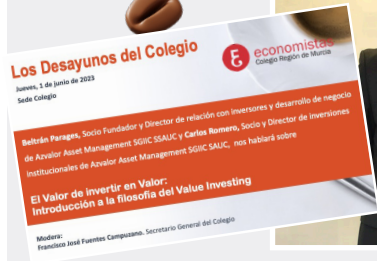 Los Desayunos del Colegio
Jueves, 1 de junio de 2023
Sede Colegio
economistas
Colegio Región de Murcia
Beltrán Parages, Socio Fundador y Director de relación con inversores y desarrollo de negocio
de Azvalor Asset Management SGIIC SSAUC y Carlos Romero, Socio y Director de inversiones
institucionales de Azvalor Asset Management SGIIC SAUC, nos hablará sobre
El Valor de invertir en Valor:
Introducción a la filosofía del Value Investing
Modera:
Francisco José Fuentes Campuzano. Secretario General del Colegio